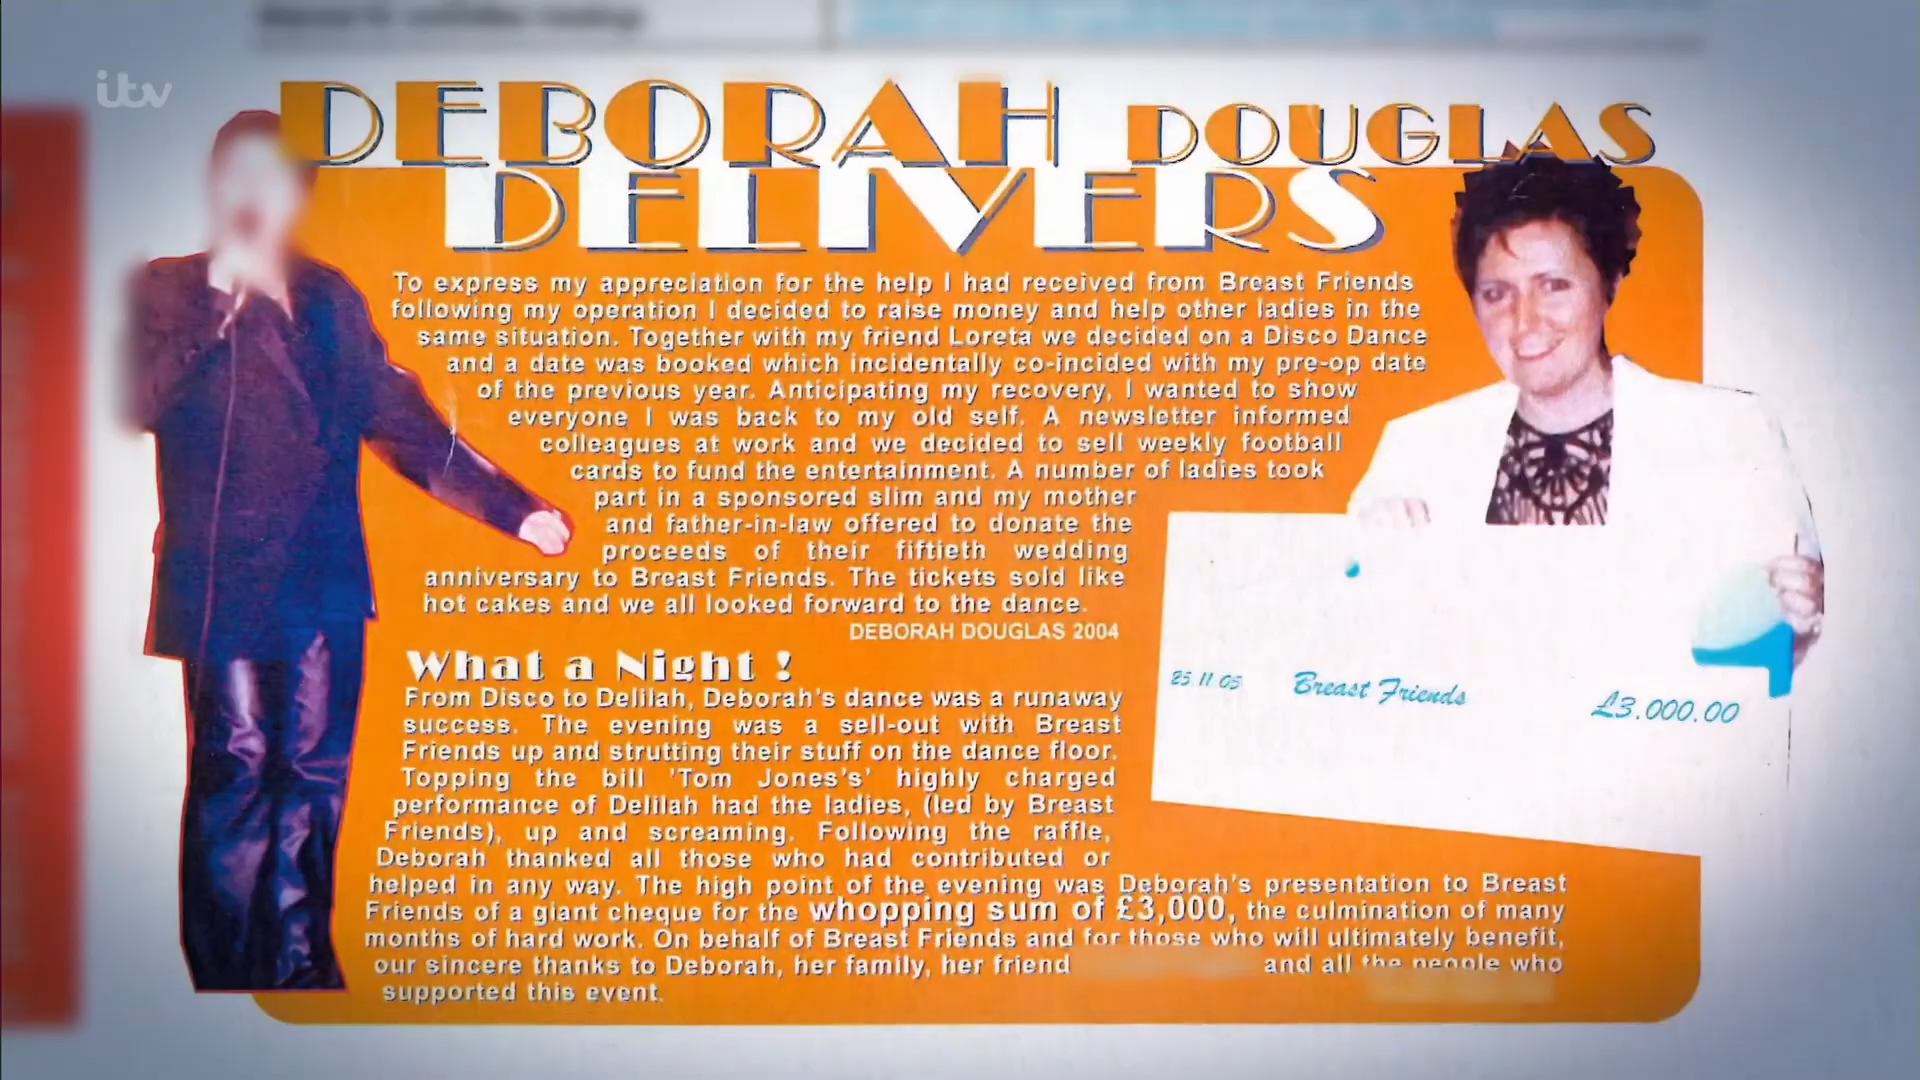 itv
DEBORAH DOUGLAS
DELIVERS
To express my appreciation for the help I had received from Breast Friends
following my operation I decided to raise money and help other ladies in the
same situation. Together with my friend Loreta we decided on a Disco Dance
and a date was booked which incidentally co-incided with my pre-op date
of the previous year. Anticipating my recovery, I wanted to show
everyone I was back to my old self. A newsletter informed
colleagues at work and we decided to sell weekly football
cards to fund the entertainment. A number of ladies took
part in a sponsored slim and my mother
and father-in-law offered to donate the
proceeds of their fiftieth wedding
anniversary to Breast Friends. The tickets sold like
hot cakes and we all looked forward to the dance.
DEBORAH DOUGLAS 2004
What a Night !
From Disco to Delilah, Deborah's dance was a runaway
success. The evening was a sell-out with Breast
Friends up and strutting their stuff on the dance floor.
Topping the bill 'Tom Jones's' highly charged
performance of Delilah had the ladies, (led by Breast
Friends), up and screaming. Following the raffle,
Deborah thanked all those who had contributed or
helped in any way. The high point of the evening was Deborah's presentation to Breast
Friends of a giant cheque for the whopping sum of £3,000, the culmination of many
months of hard work. On behalf of Breast Friends and for those who will ultimately benefit,
our sincere thanks to Deborah, her family, her friend and all the people who
supported this event.
25.11.05 Breast Friends £3.000.00